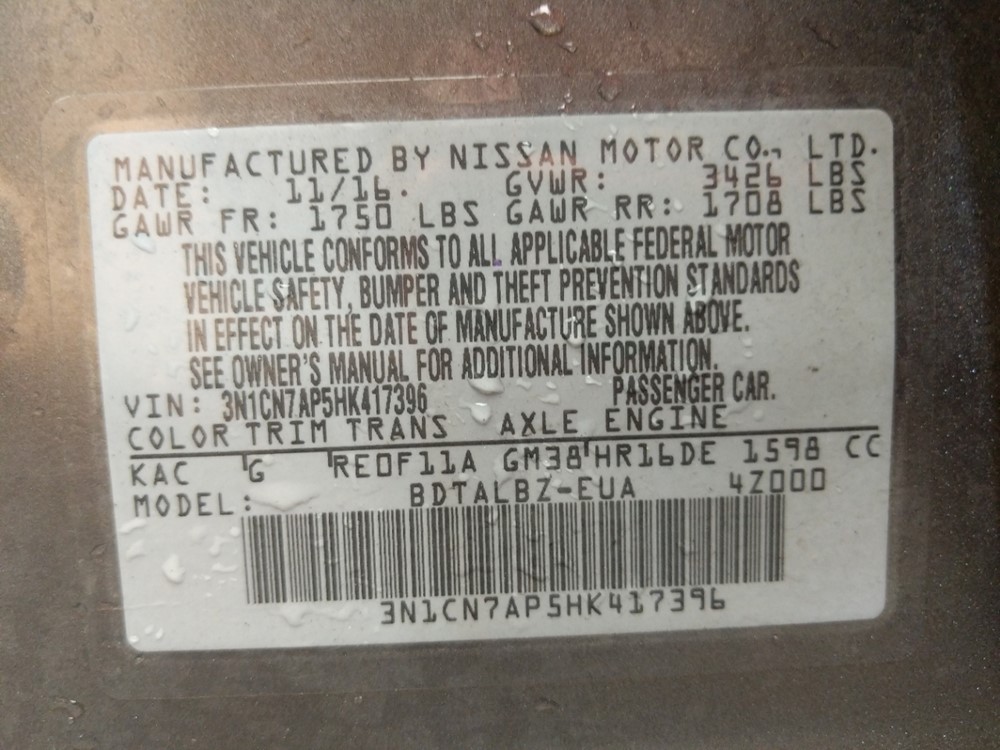 MANUFACTURED BY NISSAN MOTOR CO., LTD.
DATE: 11/16. GVWR: 3426 LBS
GAWR FR: 1750 LBS GAWR RR: 1708 LBS
THIS VEHICLE CONFORMS TO ALL APPLICABLE FEDERAL MOTOR
VEHICLE SAFETY, BUMPER AND THEFT PREVENTION STANDARDS
IN EFFECT ON THE DATE OF MANUFACTURE SHOWN ABOVE.
SEE OWNER'S MANUAL FOR ADDITIONAL INFORMATION.
VIN: 3N1CN7AP5HK417396 PASSENGER CAR.
COLOR TRIM TRANS AXLE ENGINE
KAC G RE0F11A GM38 HR16DE 1598 CC
MODEL: BDTALBZ-EUA 4Z000
3N1CN7AP5HK417396